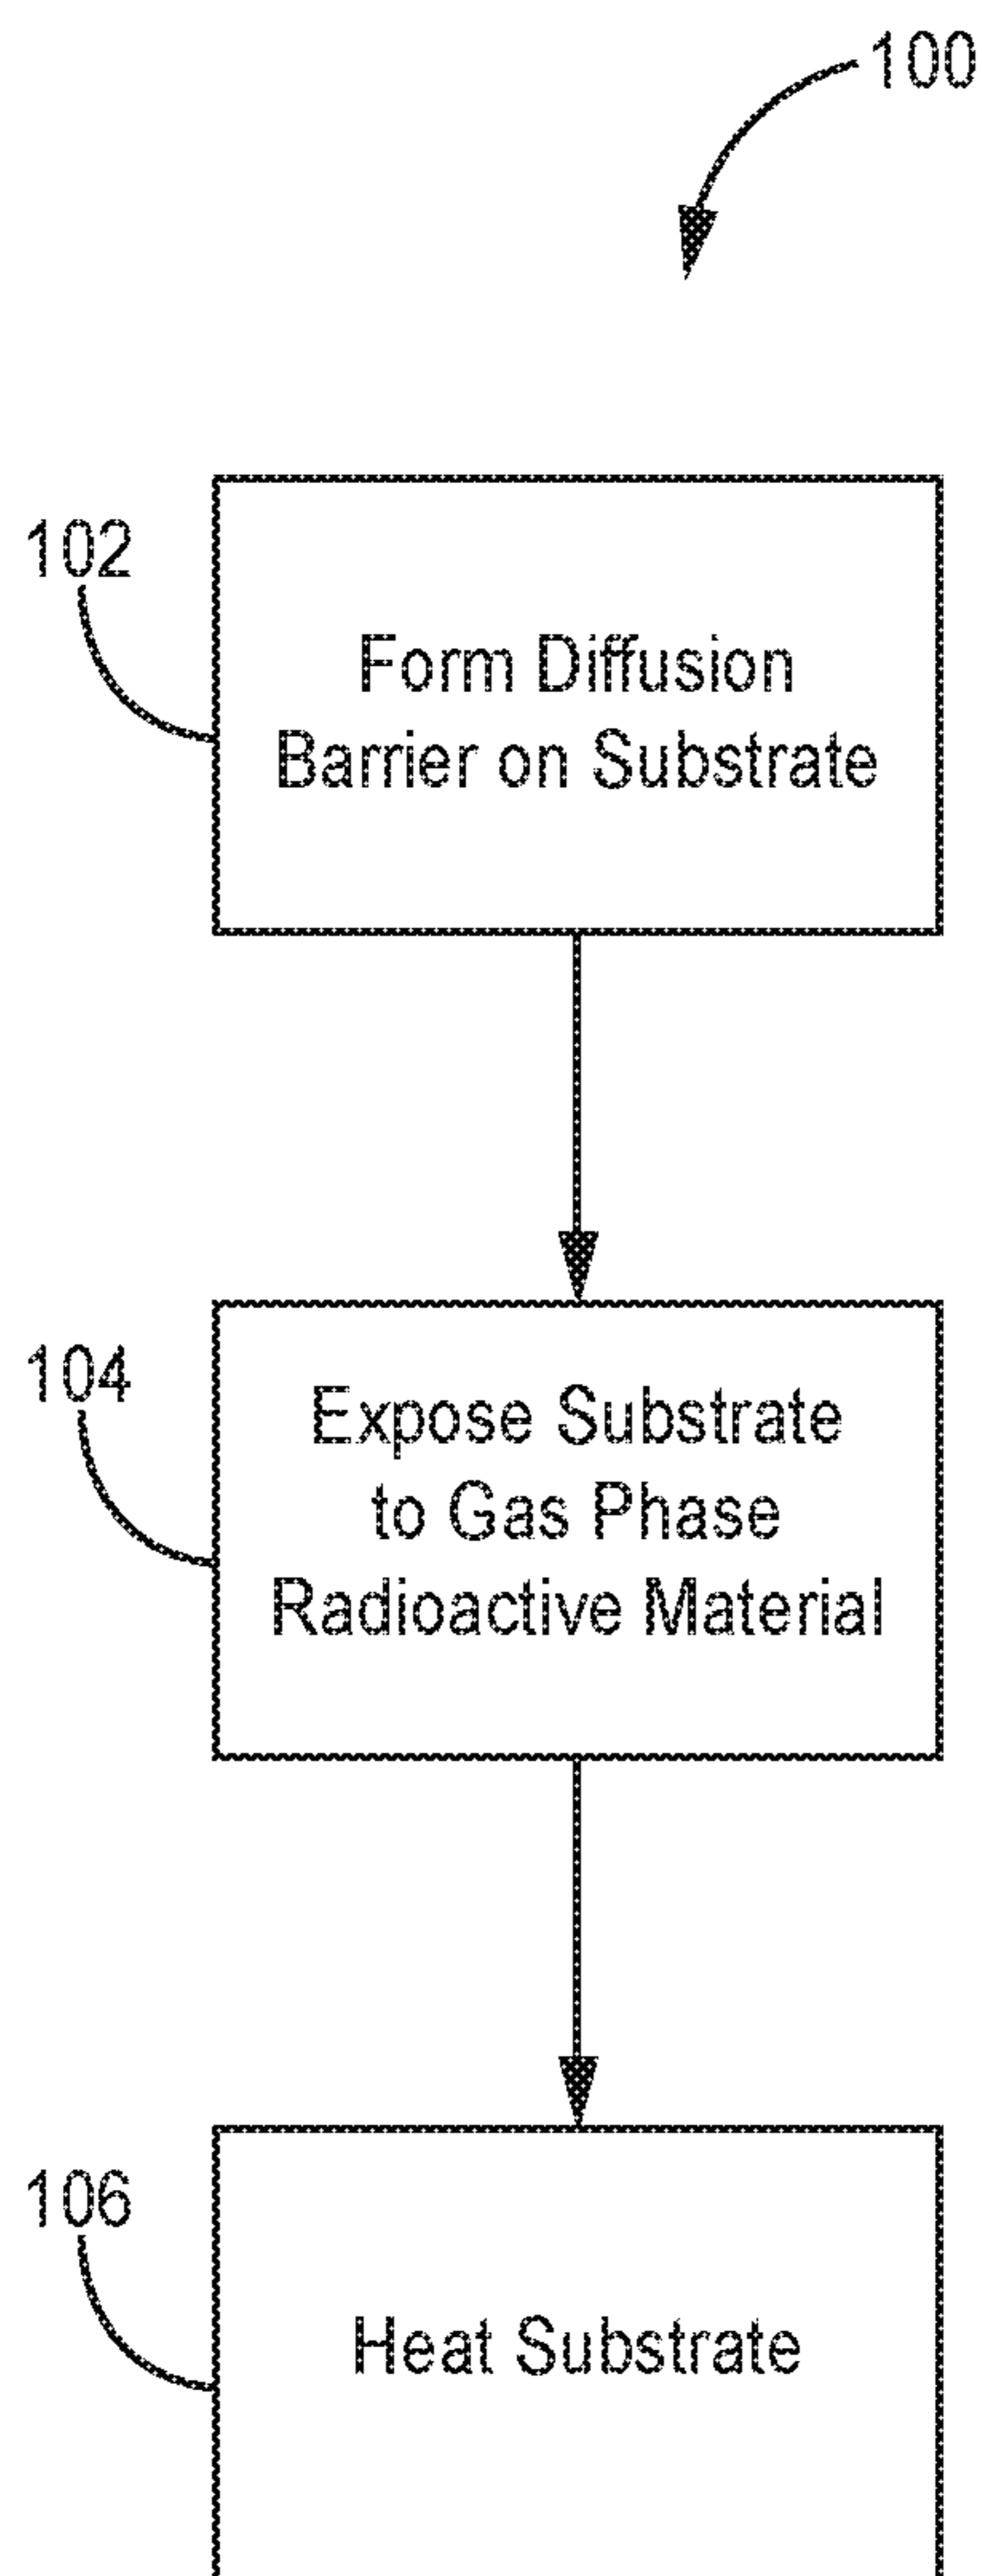 100
102
Form Diffusion
Barrier on Substrate
104
Expose Substrate
to Gas Phase
Radioactive Material
106
Heat Substrate